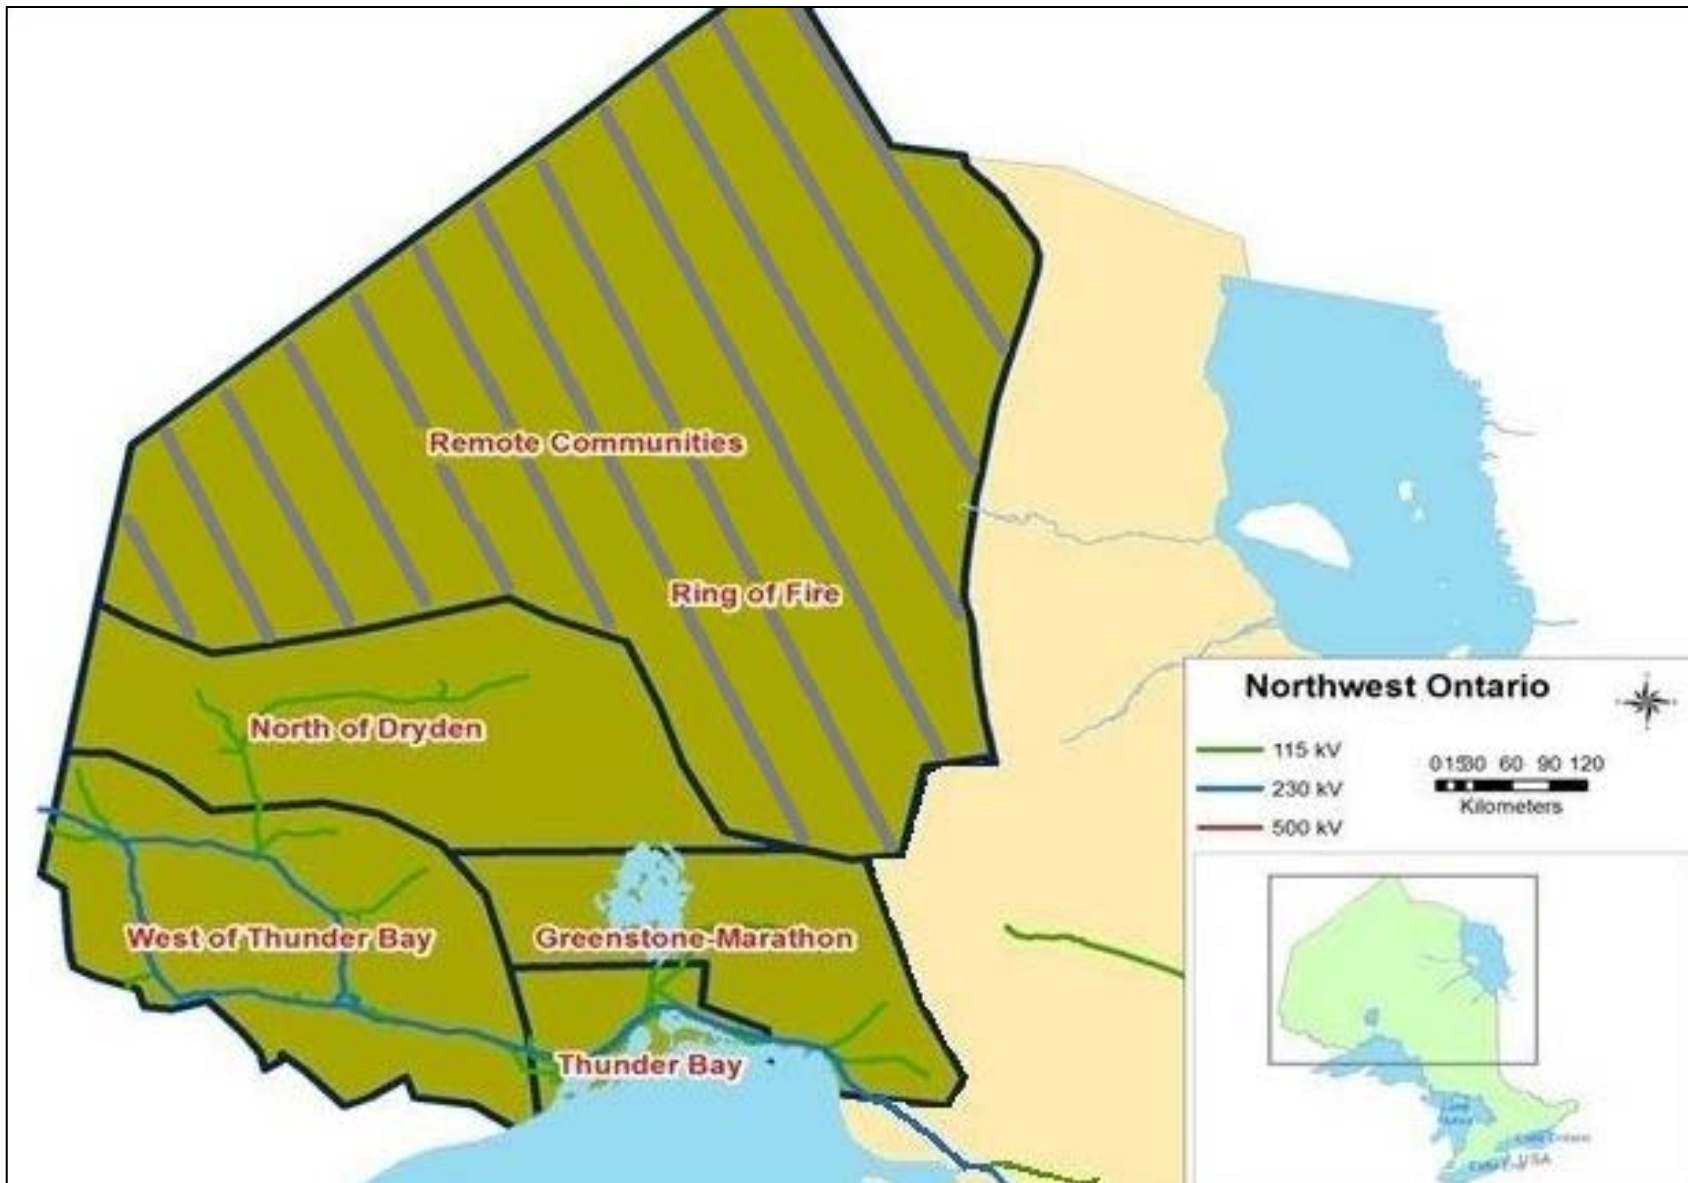 Remote Communities
Ring of Fire
North of Dryden
West of Thunder Bay
Greenstone-Marathon
Thunder Bay
Northwest Ontario
115 kV
230 kV
500 kV
0 15 30 60 90 120
Kilometers
USA